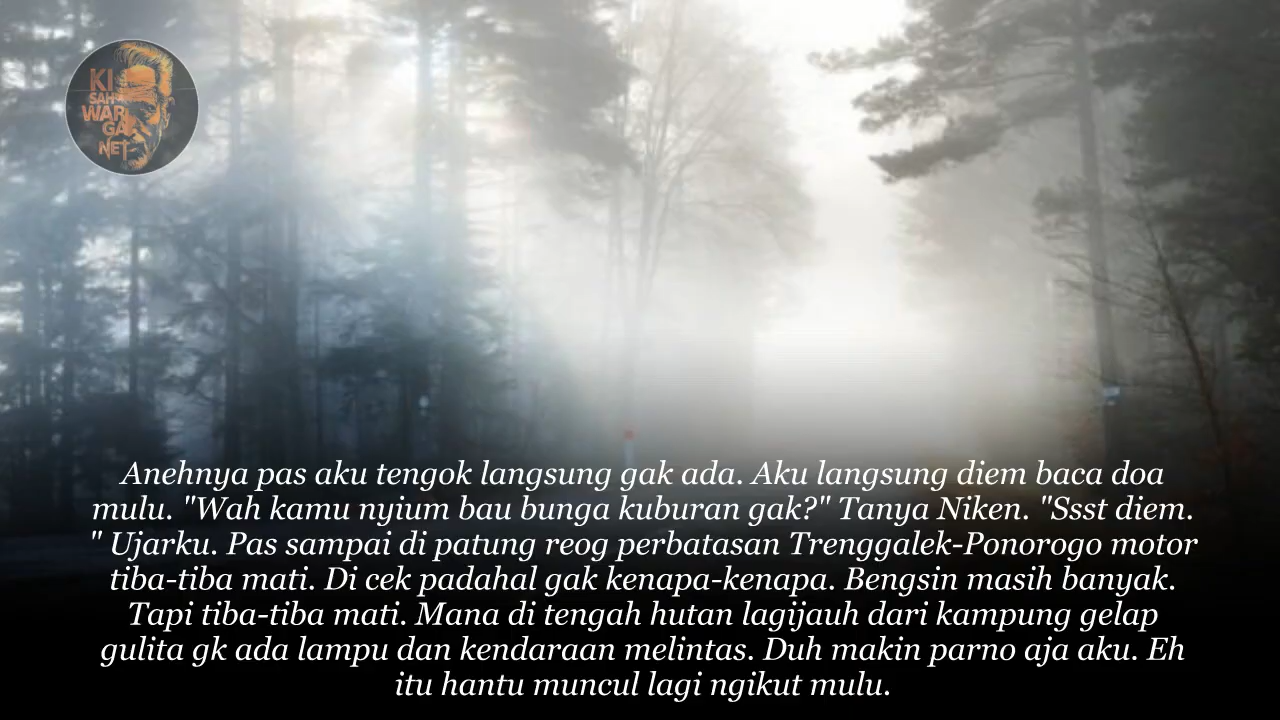 KI
SAH
WAR
GA
NET
Anehnya pas aku tengok langsung gak ada. Aku langsung diem baca doa
mulu. "Wah kamu nyium bau bunga kuburan gak?" Tanya Niken. "Ssst diem.
" Ujarku. Pas sampai di patung reog perbatasan Trenggalek-Ponorogo motor
tiba-tiba mati. Di cek padahal gak kenapa-kenapa. Bengsin masih banyak.
Tapi tiba-tiba mati. Mana di tengah hutan lagijauh dari kampung gelap
gulita gk ada lampu dan kendaraan melintas. Duh makin parno aja aku. Eh
itu hantu muncul lagi ngikut mulu.